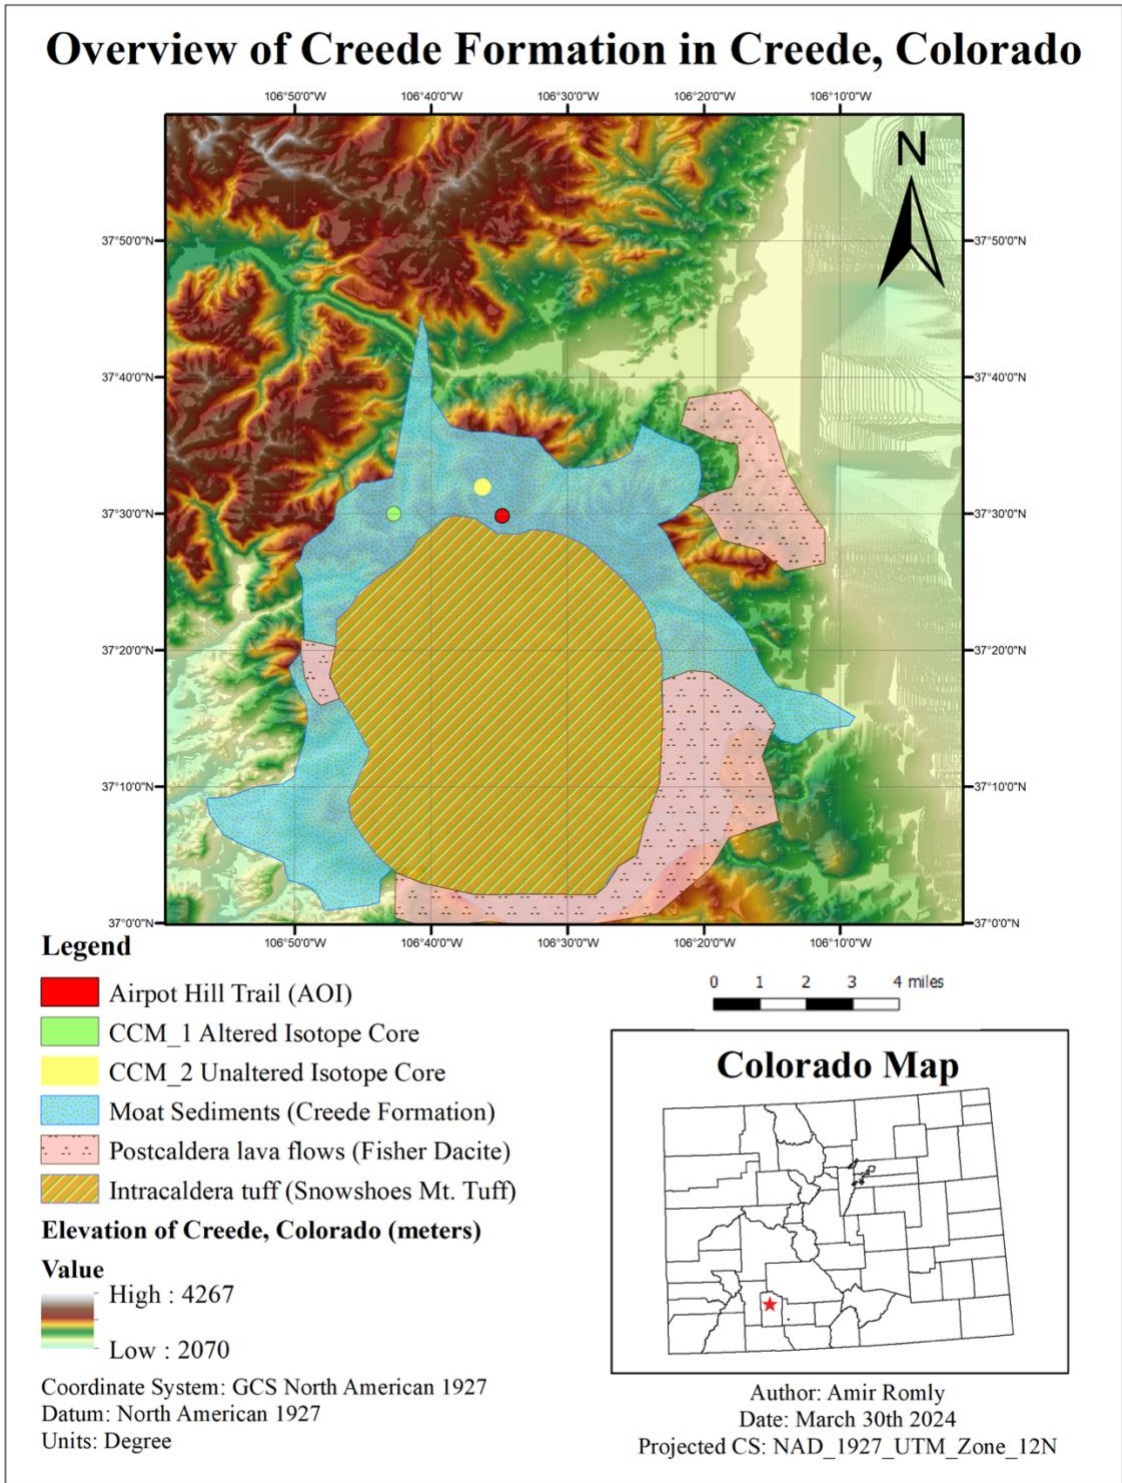 Overview of Creede Formation in Creede, Colorado
106°50'0"W 106°40'0"W 106°30'0"W 106°20'0"W 106°10'0"W
N
37°50'0"N 37°50'0"N
37°40'0"N 37°40'0"N
37°30'0"N 37°30'0"N
37°20'0"N 37°20'0"N
37°10'0"N 37°10'0"N
37°0'0"N 37°0'0"N
106°50'0"W 106°40'0"W 106°30'0"W 106°20'0"W 106°10'0"W
Legend
Airpot Hill Trail (AOI)
CCM_1 Altered Isotope Core
CCM_2 Unaltered Isotope Core
Moat Sediments (Creede Formation)
Postcaldera lava flows (Fisher Dacite)
Intracaldera tuff (Snowshoes Mt. Tuff)
Elevation of Creede, Colorado (meters)
Value
High : 4267
Low : 2070
Coordinate System: GCS North American 1927
Datum: North American 1927
Units: Degree
0 1 2 3 4 miles
Colorado Map
Author: Amir Romly
Date: March 30th 2024
Projected CS: NAD_1927_UTM_Zone_12N